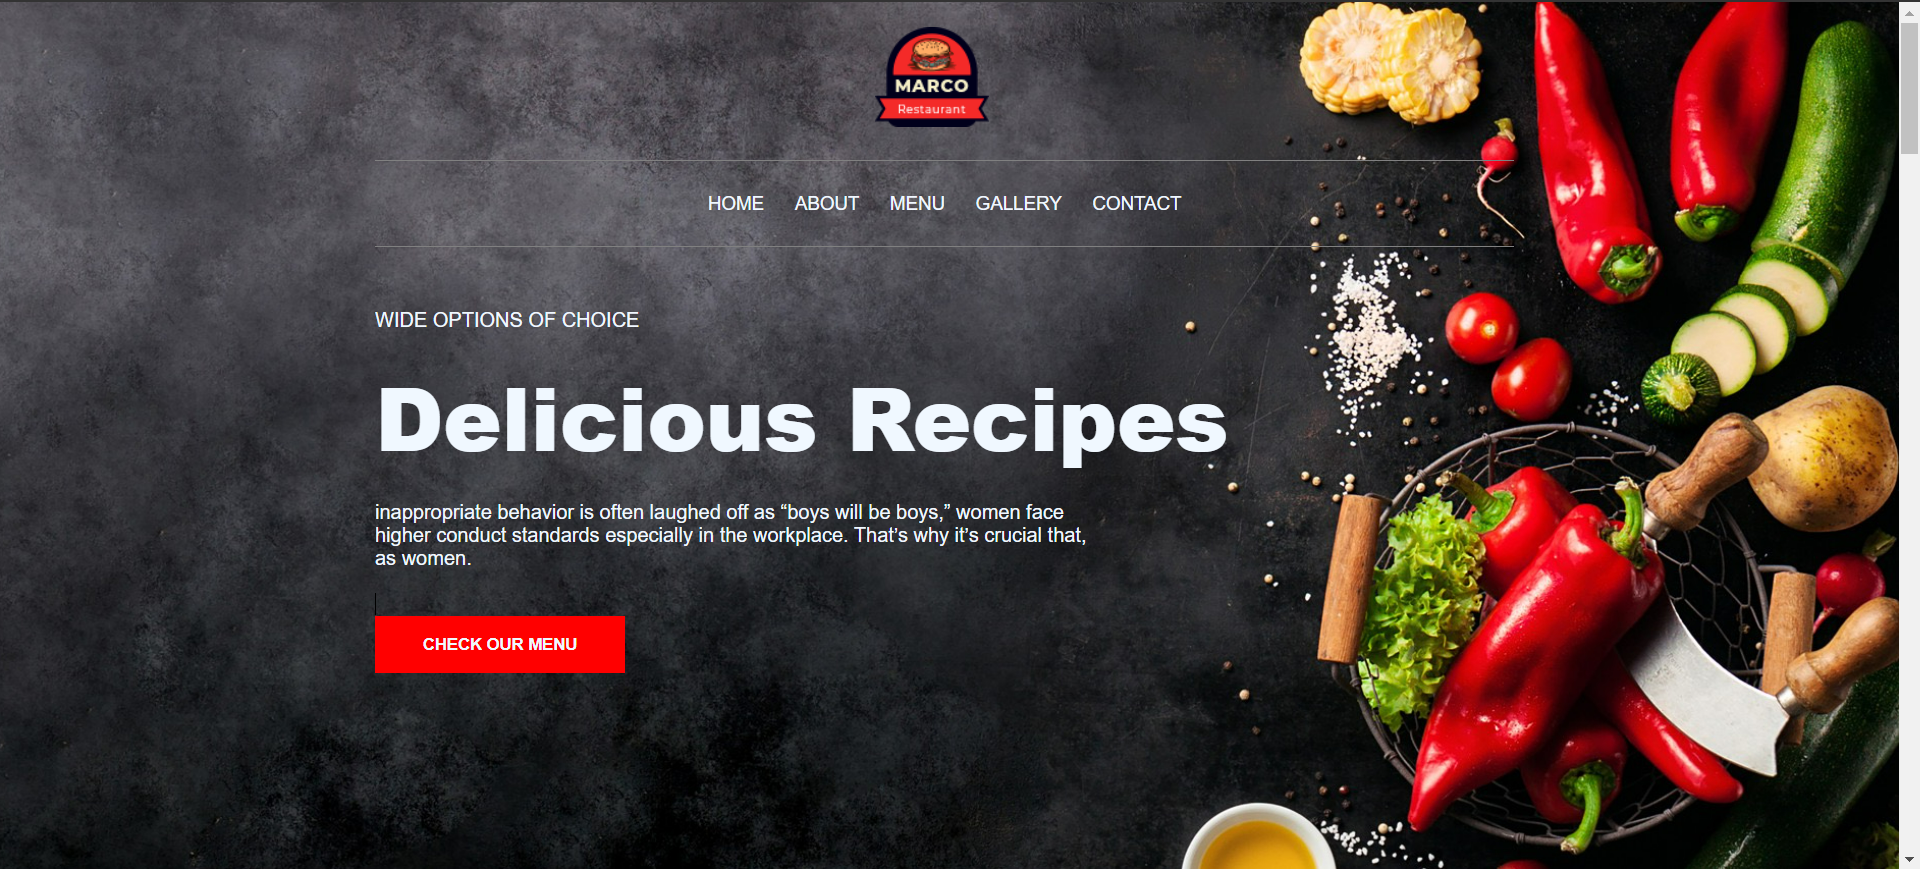 MARCO
Restaurant
HOME ABOUT MENU GALLERY CONTACT
WIDE OPTIONS OF CHOICE
Delicious Recipes
inappropriate behavior is often laughed off as “boys will be boys,” women face
higher conduct standards especially in the workplace. That’s why it’s crucial that,
as women.
CHECK OUR MENU